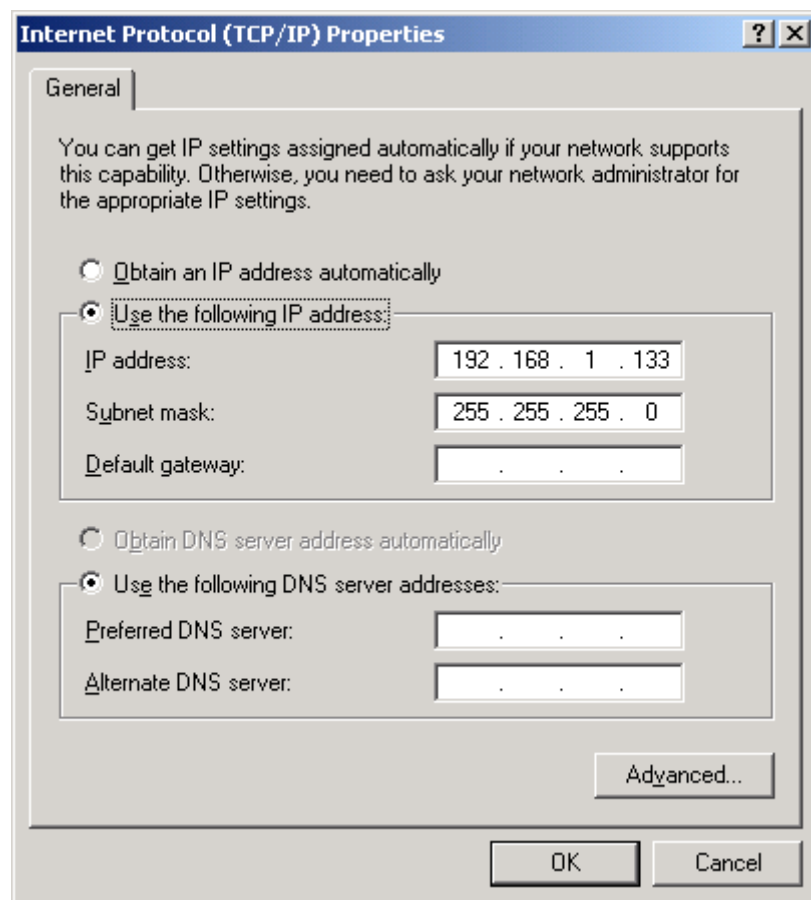 Internet Protocol (TCP/IP) Properties
General
You can get IP settings assigned automatically if your network supports
this capability. Otherwise, you need to ask your network administrator for
the appropriate IP settings.
Obtain an IP address automatically
Use the following IP address:
IP address: 192 . 168 . 1 . 133
Subnet mask: 255 . 255 . 255 . 0
Default gateway: . . .
Obtain DNS server address automatically
Use the following DNS server addresses:
Preferred DNS server: . . .
Alternate DNS server: . . .
Advanced...
OK Cancel